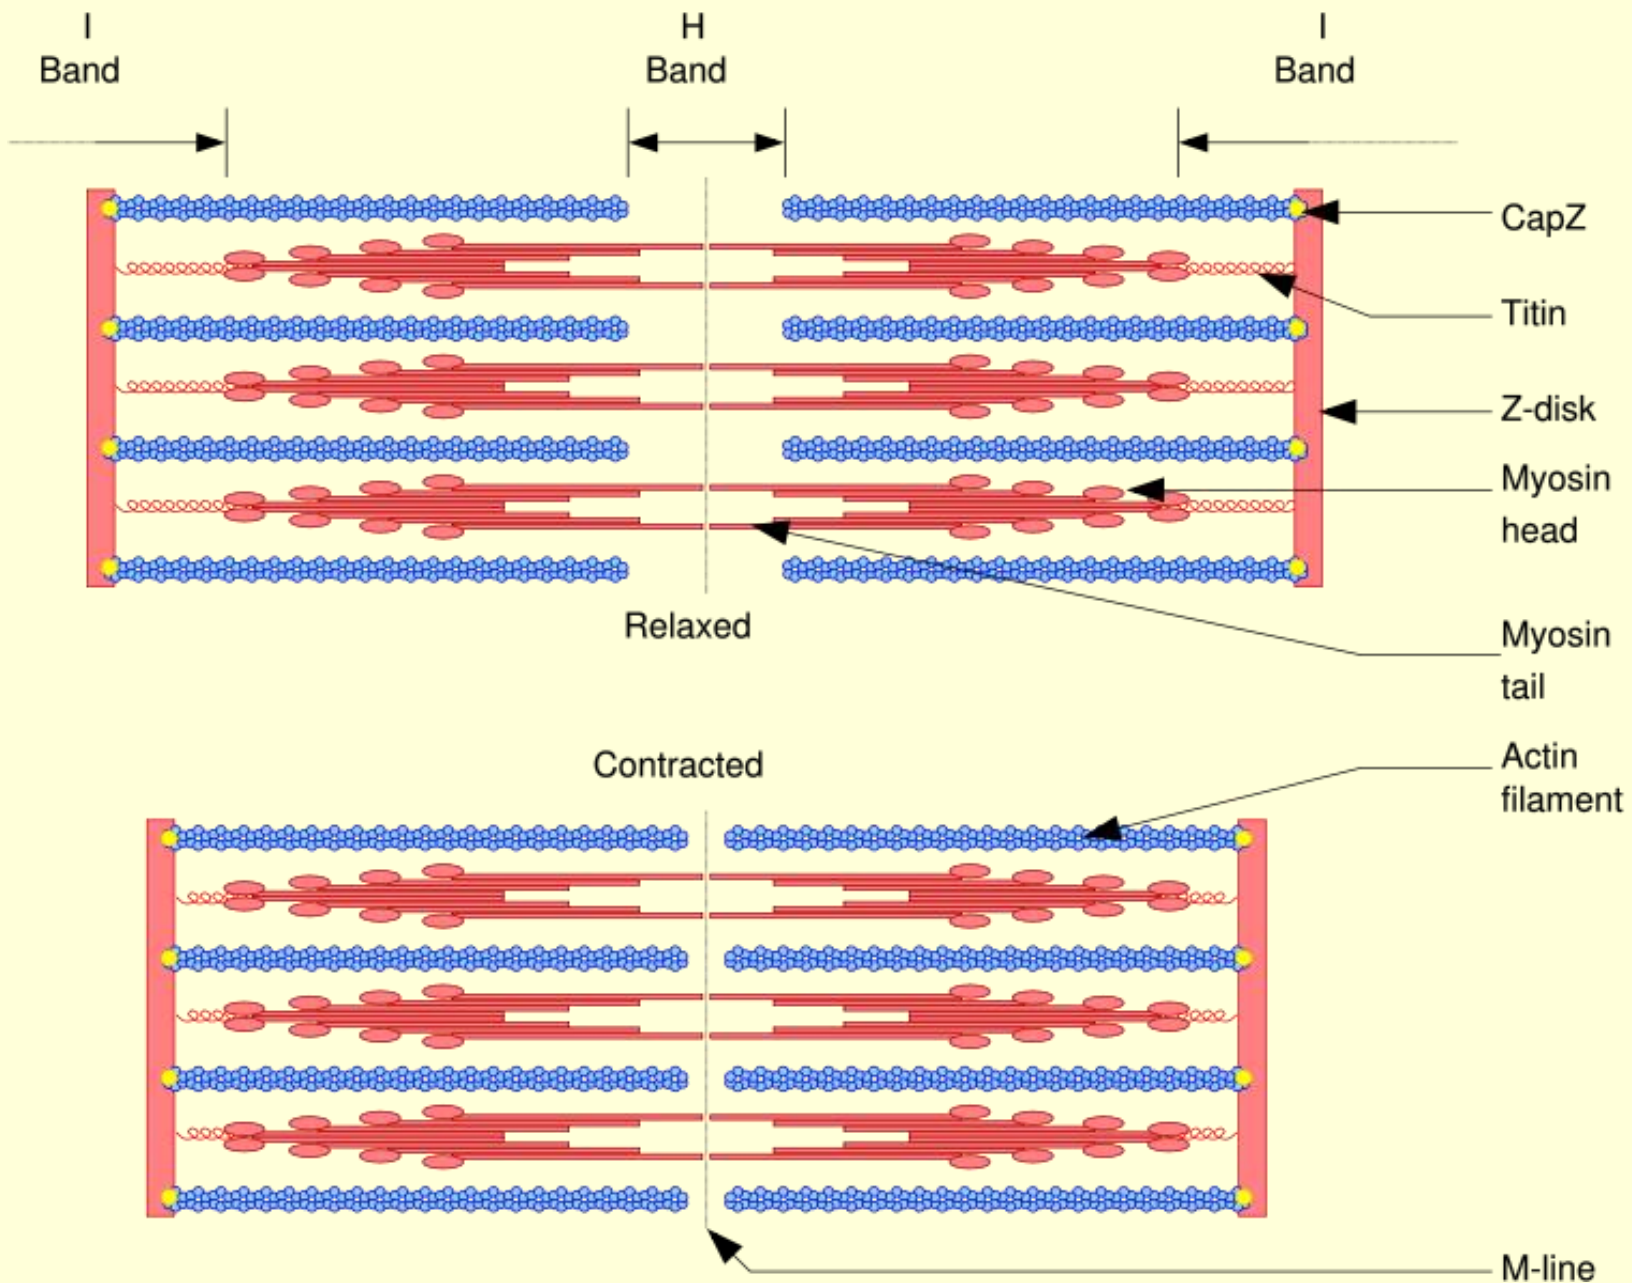 I
Band
H
Band
I
Band
CapZ
Titin
Z-disk
Myosin
head
Relaxed
Myosin
tail
Contracted
Actin
filament
M-line